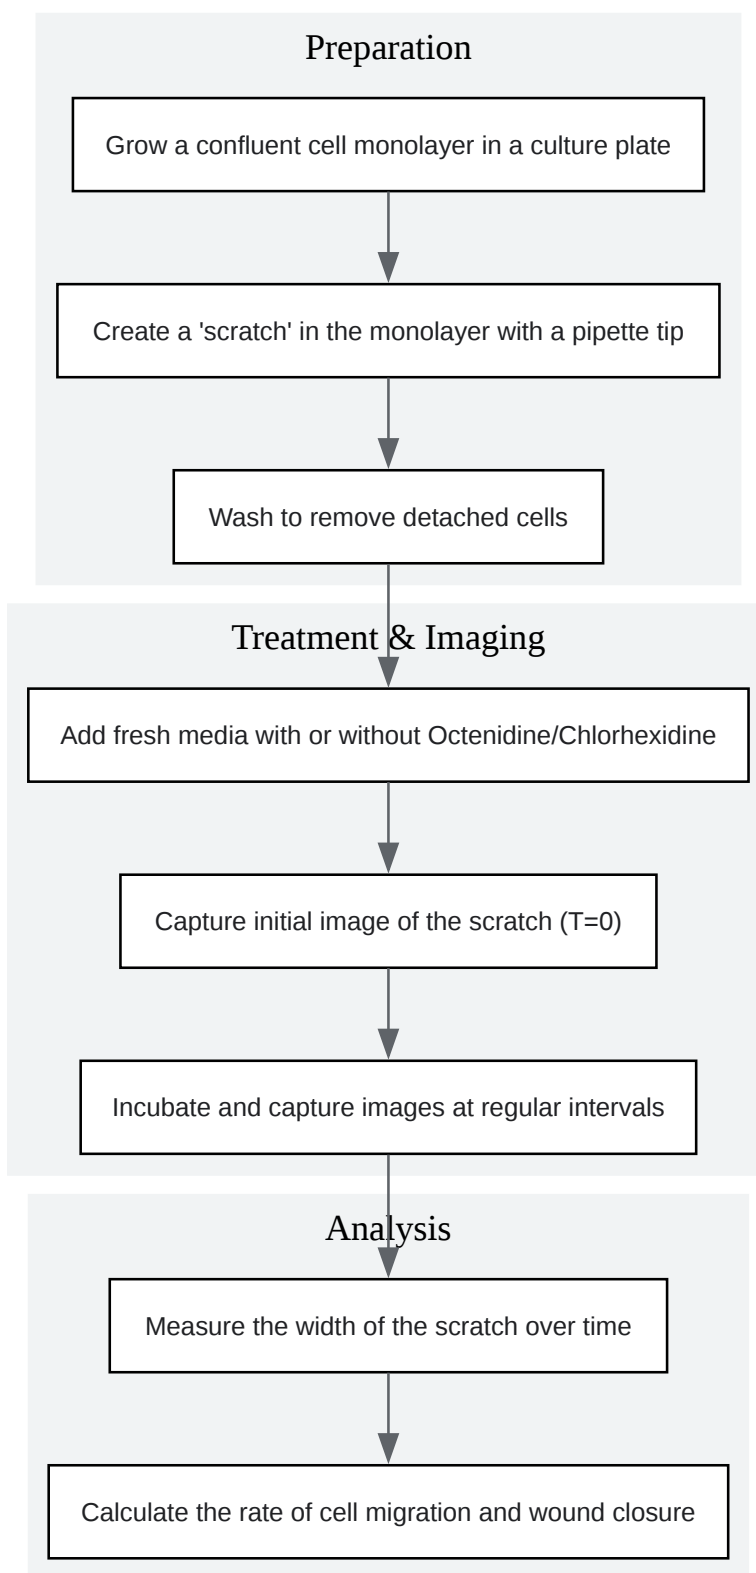 Preparation
Grow a confluent cell monolayer in a culture plate
Create a 'scratch' in the monolayer with a pipette tip
Wash to remove detached cells
Treatment & Imaging
Add fresh media with or without Octenidine/Chlorhexidine
Capture initial image of the scratch (T=0)
Incubate and capture images at regular intervals
Analysis
Measure the width of the scratch over time
Calculate the rate of cell migration and wound closure